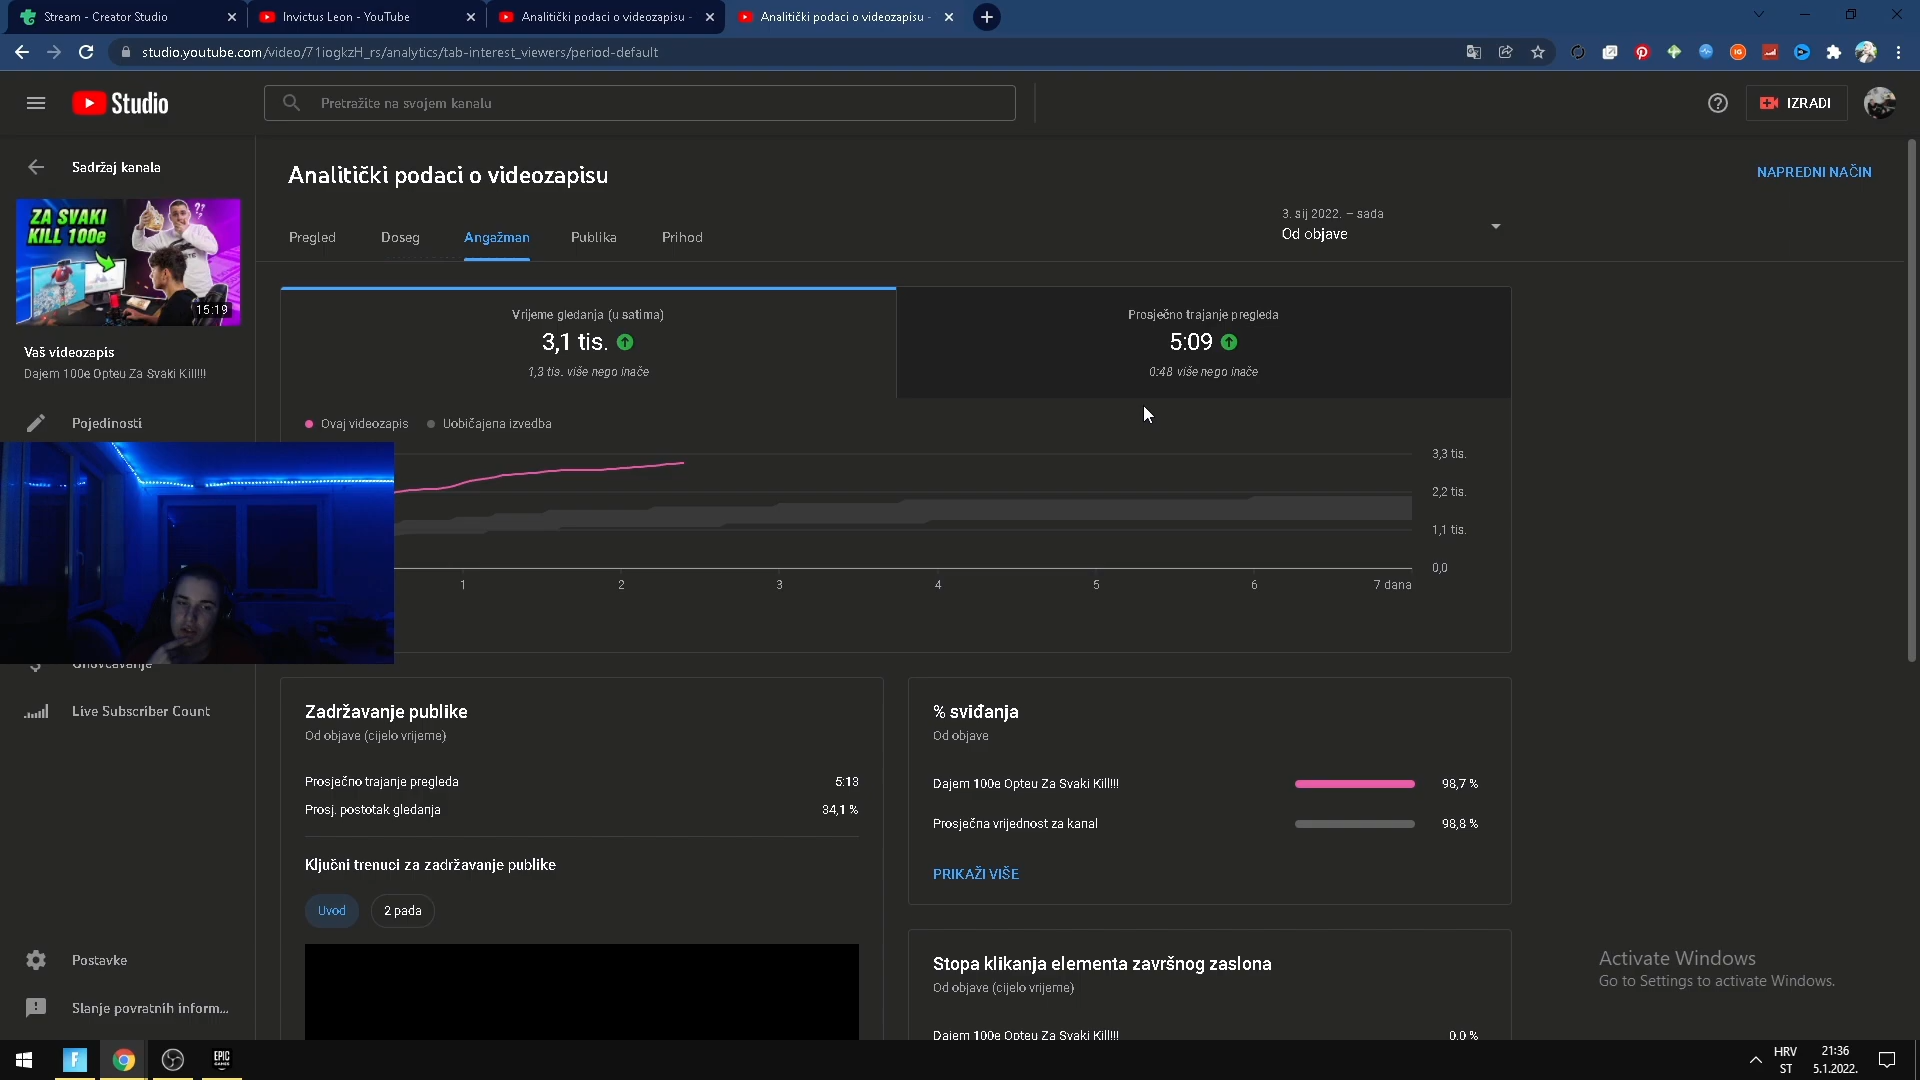 Stream - Creator Studio
Invictus Leon - YouTube
Analitički podaci o videozapisu -
Analitički podaci o videozapisu -
studio.youtube.com/video/71iogkzH_rs/analytics/tab-interest_viewers/period-default
Studio
Pretražite na svojem kanalu
IZRADI
Sadržaj kanala
ZA SVAKI
KILL 100e
??
15:19
Vaš videozapis
Dajem 100e Opteu Za Svaki Kill!!!
Pojedinosti
Live Subscriber Count
Postavke
Slanje povratnih inform...
Analitički podaci o videozapisu
NAPREDNI NAČIN
Pregled
Doseg
Angažman
Publika
Prihod
3. sij 2022. – sada
Od objave
Vrijeme gledanja (u satima)
3,1 tis.
1,3 tis. više nego inače
Prosječno trajanje pregleda
5:09
0:48 više nego inače
Ovaj videozapis
Uobičajena izvedba
3,3 tis.
2,2 tis.
1,1 tis.
0,0
1
2
3
4
5
6
7 dana
Zadržavanje publike
Od objave (cijelo vrijeme)
Prosječno trajanje pregleda 5:13
Prosj. postotak gledanja 34,1 %
Ključni trenuci za zadržavanje publike
Uvod
2 pada
% sviđanja
Od objave
Dajem 100e Opteu Za Svaki Kill!!! 98,7 %
Prosječna vrijednost za kanal 98,8 %
PRIKAŽI VIŠE
Stopa klikanja elementa završnog zaslona
Od objave (cijelo vrijeme)
Dajem 100e Opteu Za Svaki Kill!!! 0,0 %
Activate Windows
Go to Settings to activate Windows.
EPIC
GAMES
HRV
ST
21:36
5.1.2022.